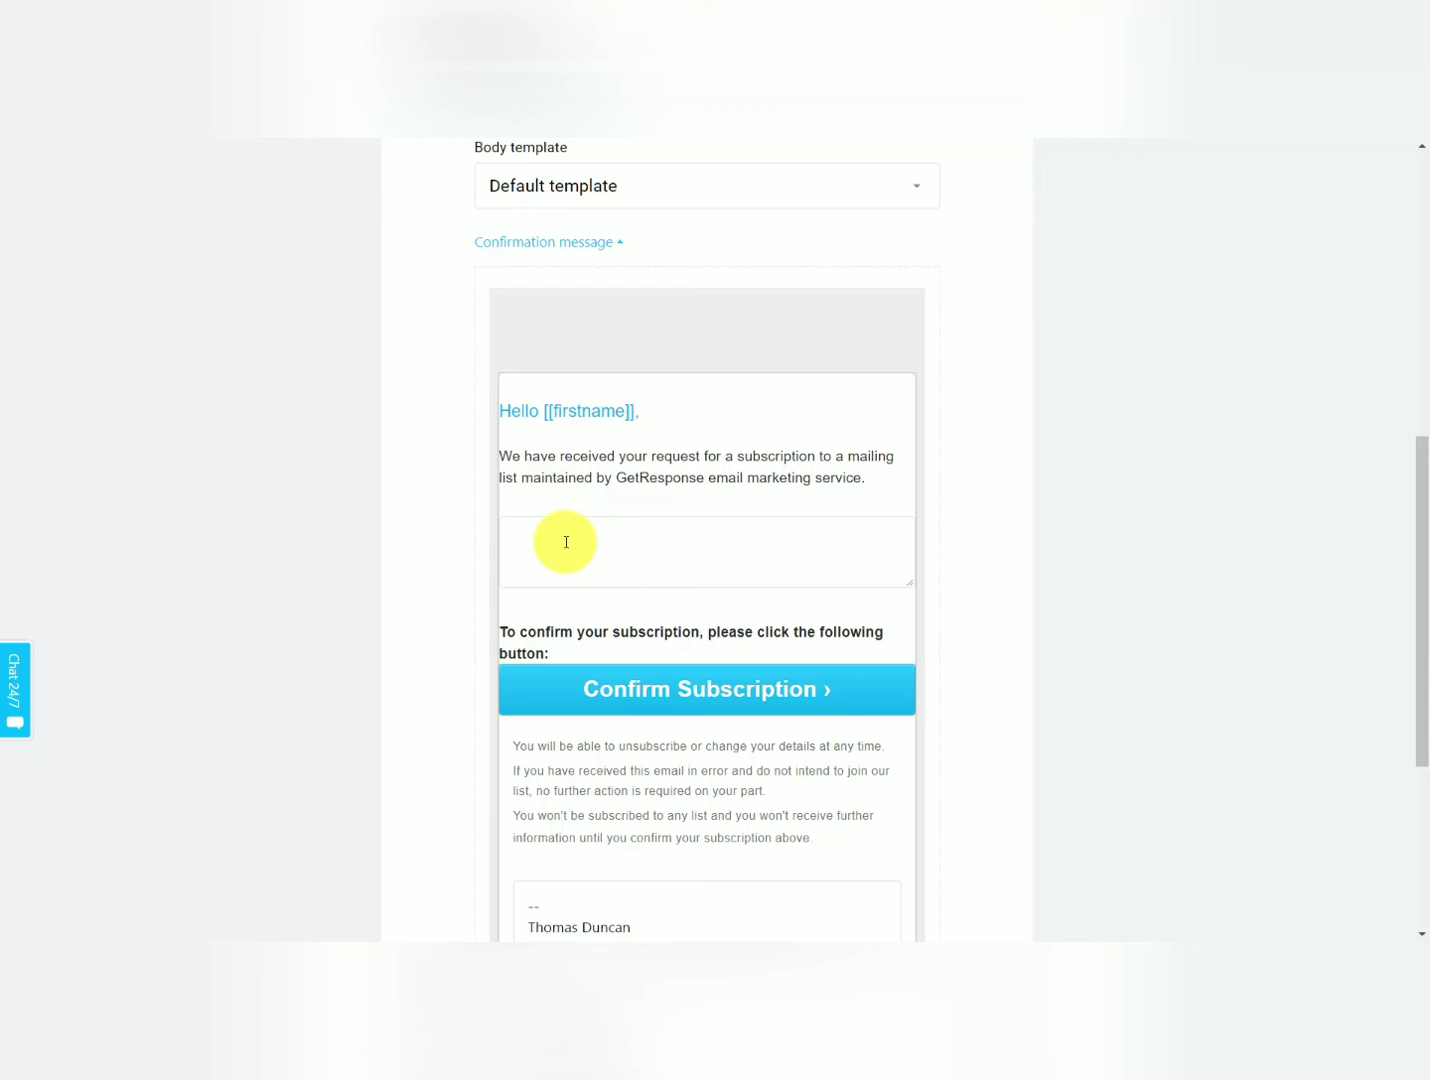 Body template
Default template
Confirmation message
Hello [[firstname]],
We have received your request for a subscription to a mailing
list maintained by GetResponse email marketing service.
To confirm your subscription, please click the following
button:
Confirm Subscription ›
You will be able to unsubscribe or change your details at any time.
If you have received this email in error and do not intend to join our
list, no further action is required on your part.
You won't be subscribed to any list and you won't receive further
information until you confirm your subscription above.
--
Thomas Duncan
Chat 24/7